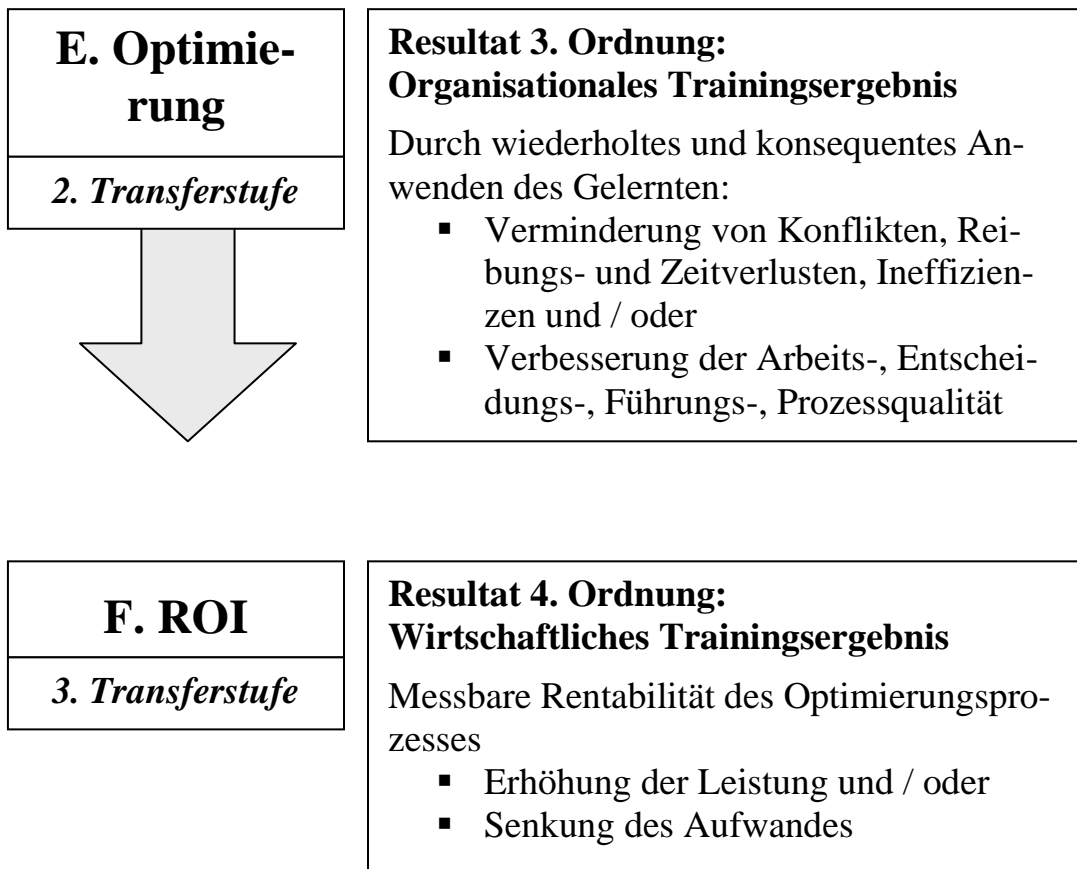 E. Optimie-
rung
2. Transferstufe
Resultat 3. Ordnung:
Organisationales Trainingsergebnis
Durch wiederholtes und konsequentes An-
wenden des Gelernten:
▪ Verminderung von Konflikten, Rei-
bungs- und Zeitverlusten, Ineffizien-
zen und / oder
▪ Verbesserung der Arbeits-, Entschei-
dungs-, Führungs-, Prozessqualität
F. ROI
3. Transferstufe
Resultat 4. Ordnung:
Wirtschaftliches Trainingsergebnis
Messbare Rentabilität des Optimierungspro-
zesses
▪ Erhöhung der Leistung und / oder
▪ Senkung des Aufwandes